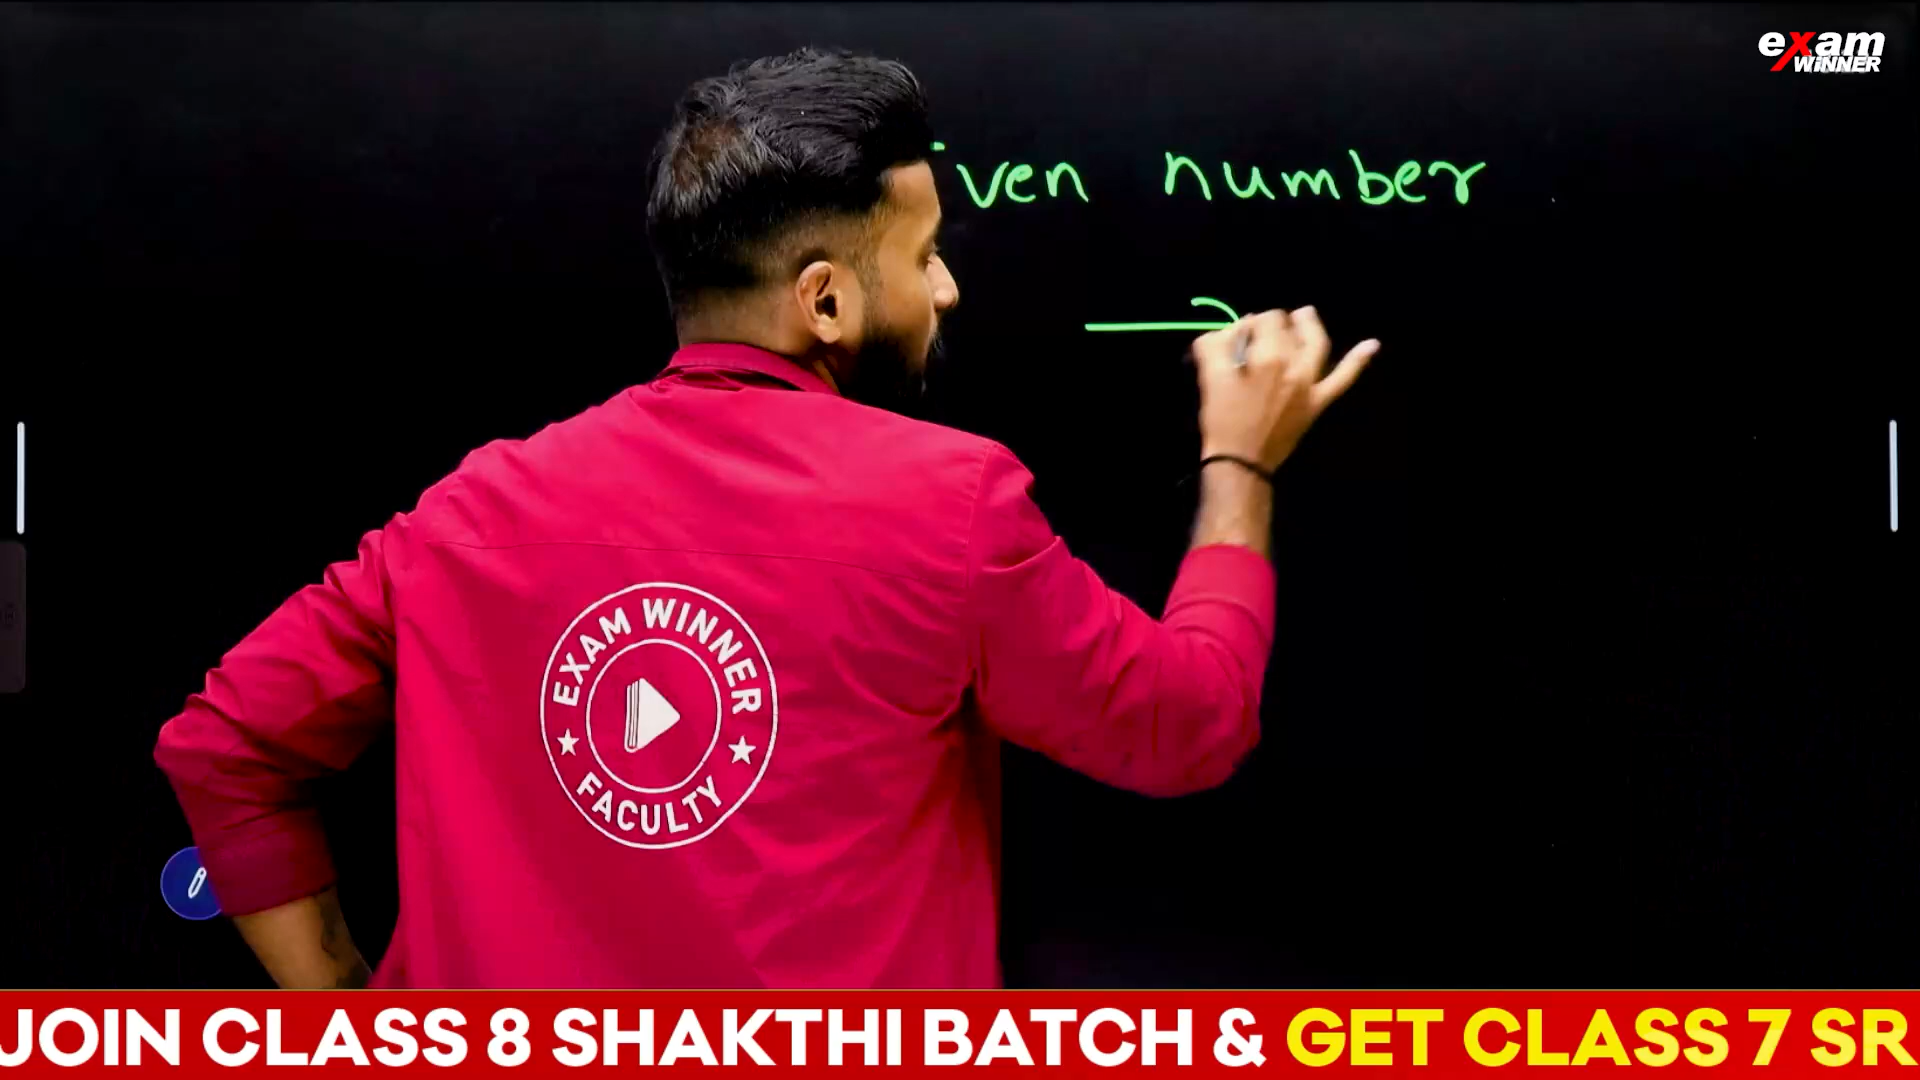 exam
WINNER
ven number
EXAM WINNER
FACULTY
JOIN CLASS 8 SHAKTHI BATCH & GET CLASS 7 SR